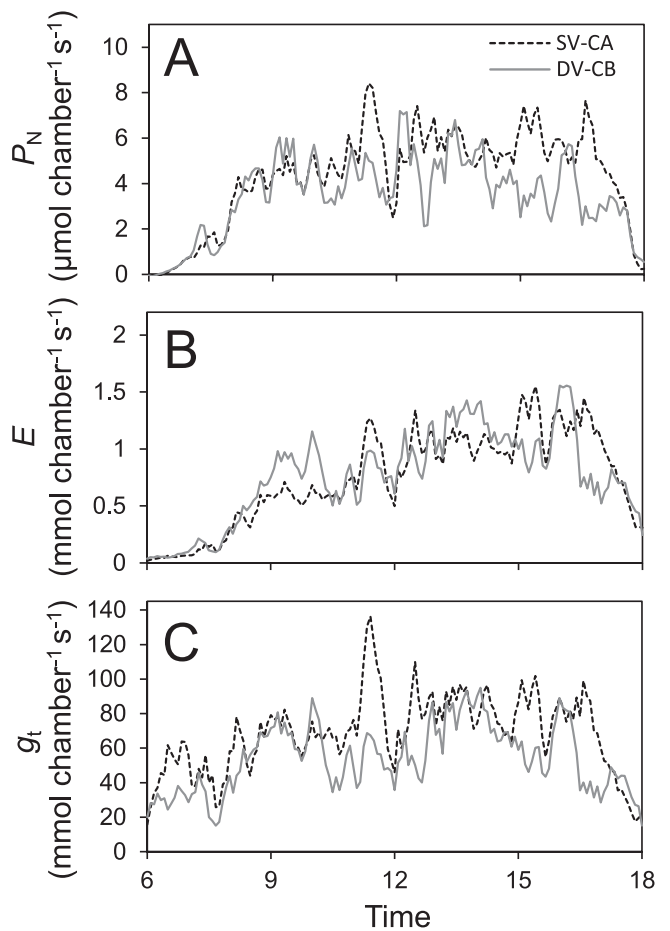 A
SV-CA
DV-CB
10
8
6
4
2
0
P_N
(μmol chamber⁻¹ s⁻¹)
B
2
1.5
1
0.5
0
E
(mmol chamber⁻¹ s⁻¹)
C
140
120
100
80
60
40
20
0
g_t
(mmol chamber⁻¹ s⁻¹)
6 9 12 15 18
Time